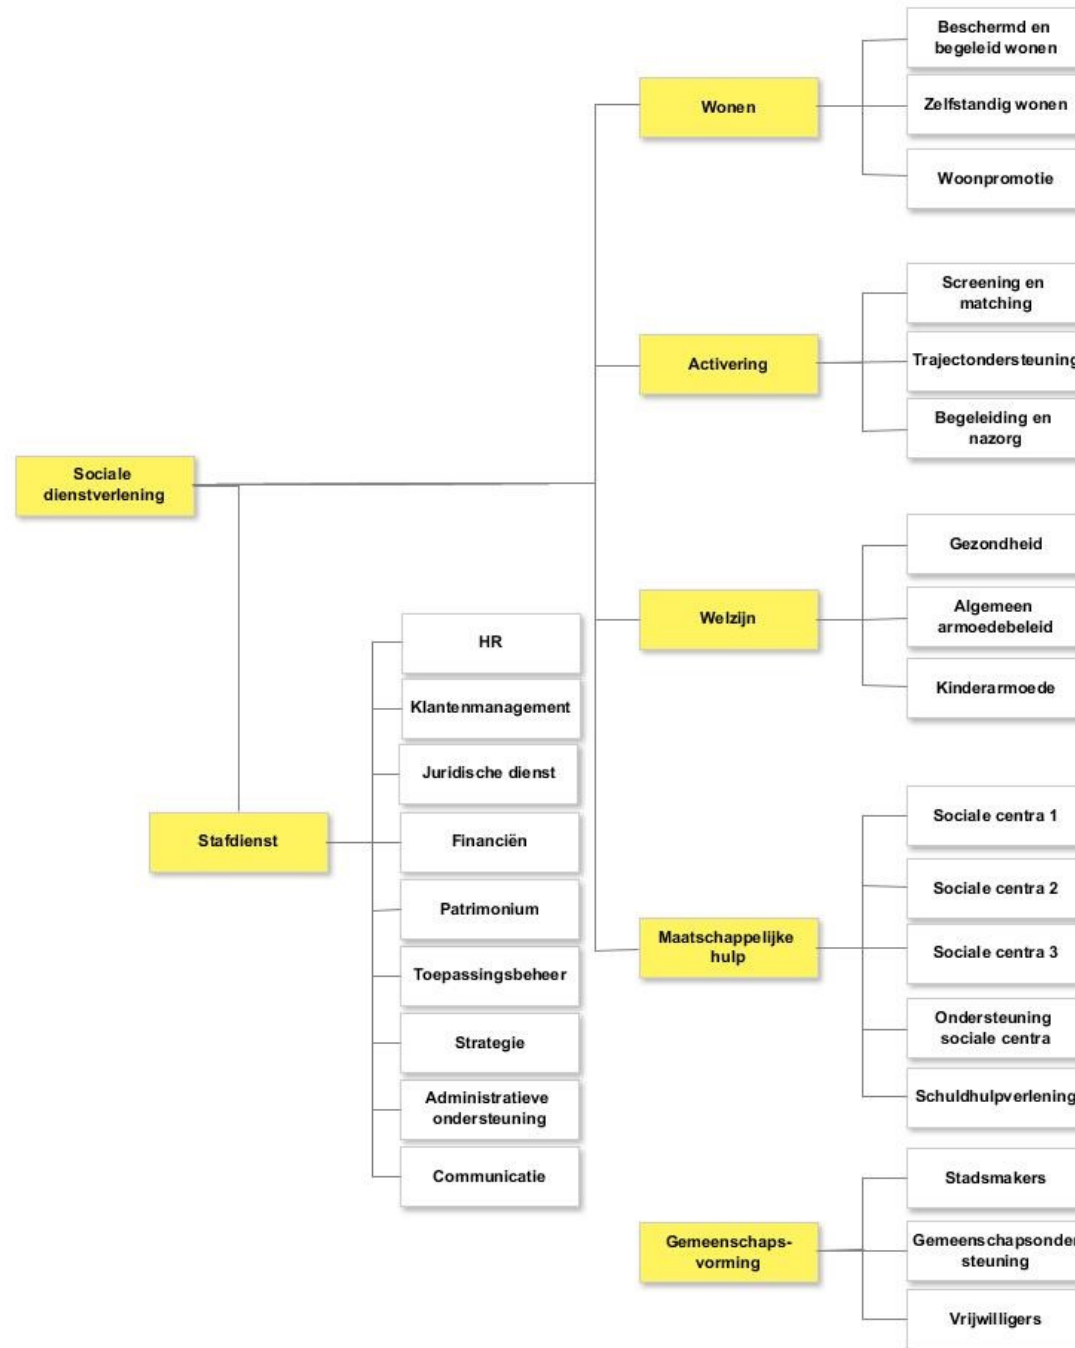 Sociale
dienstverlening
Stafdienst
HR
Klantenmanagement
Juridische dienst
Financiën
Patrimonium
Toepassingsbeheer
Strategie
Administratieve
ondersteuning
Communicatie
Wonen
Beschermd en
begeleid wonen
Zelfstandig wonen
Woonpromotie
Activering
Screening en
matching
Trajectondersteuning
Begeleiding en
nazorg
Welzijn
Gezondheid
Algemeen
armoedebeleid
Kinderarmoede
Maatschappelijke
hulp
Sociale centra 1
Sociale centra 2
Sociale centra 3
Ondersteuning
sociale centra
Schuldhulpverlening
Gemeenschaps-
vorming
Stadsmakers
Gemeenschapsonder
steuning
Vrijwilligers